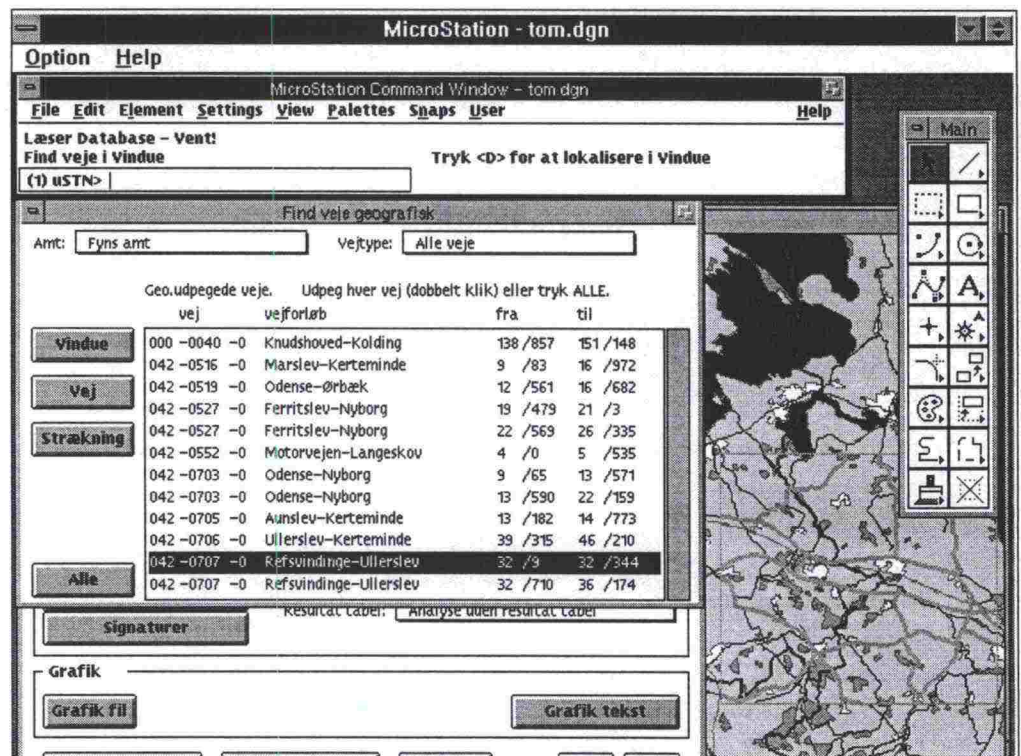 MicroStation - tom.dgn
Option Help
MicroStation Command Window - tom dgn
File Edit Element Settings View Palettes Snaps User Help
Læser Database - Vent!
Find veje i Vindue Tryk <D> for at lokalisere i Vindue
(1) uSTN>
Main
Find veje geografisk
Amt: Fyns amt Vejtype: Alle veje
Geo.udpegede veje. Udpeg hver vej (dobbelt klik) eller tryk ALLE.
vej vejforløb fra til
Vindue
Vej
Strækning
Alle
000 -0040 -0 Knudshoved-Kolding 138 /857 151 /148
042 -0516 -0 Marslev-Kerteminde 9 /83 16 /972
042 -0519 -0 Odense-Ørbæk 12 /561 16 /682
042 -0527 -0 Ferritslev-Nyborg 19 /479 21 /3
042 -0527 -0 Ferritslev-Nyborg 22 /569 26 /335
042 -0552 -0 Motorvejen-Langeskov 4 /0 5 /535
042 -0703 -0 Odense-Nyborg 9 /65 13 /571
042 -0703 -0 Odense-Nyborg 13 /590 22 /159
042 -0705 -0 Aunslev-Kerteminde 13 /182 14 /773
042 -0706 -0 Ullerslev-Kerteminde 39 /315 46 /210
042 -0707 -0 Refsvindinge-Ullerslev 32 /9 32 /344
042 -0707 -0 Refsvindinge-Ullerslev 32 /710 36 /174
Resultat tabel: Analyse uden resultat tabel
Signaturer
Grafik
Grafik fil Grafik tekst